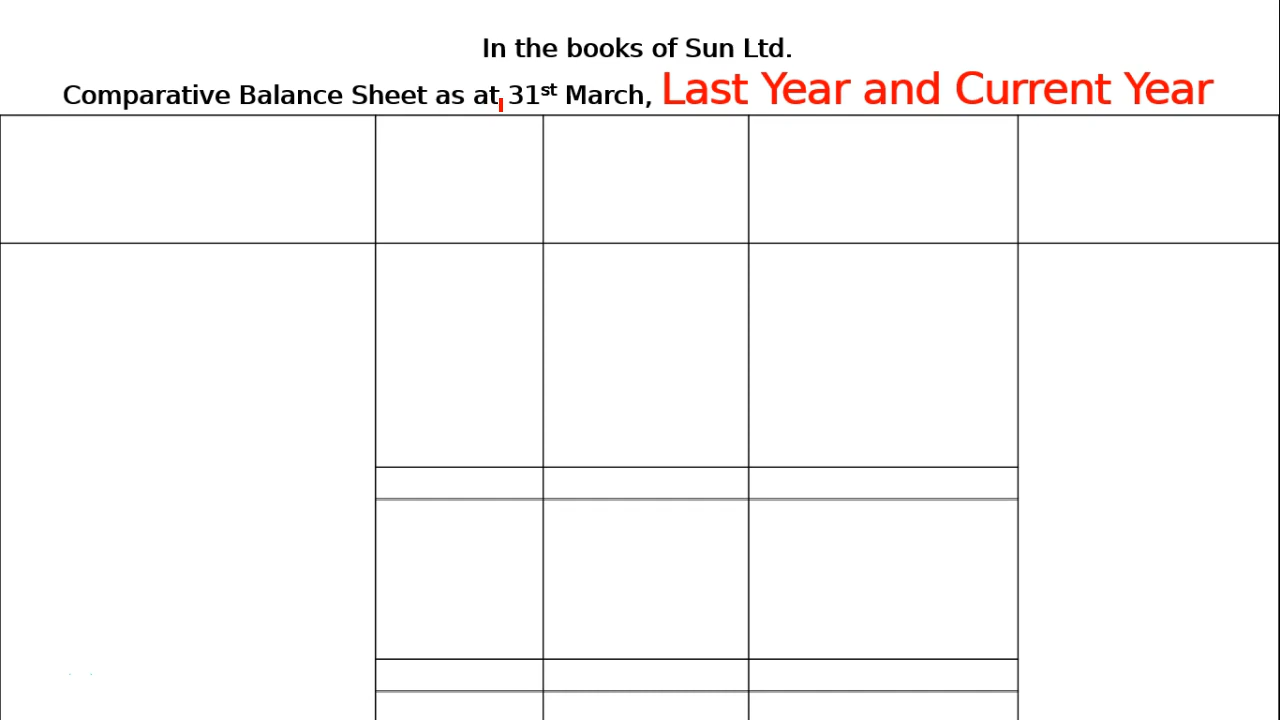 In the books of Sun Ltd.
Comparative Balance Sheet as at 31st March, Last Year and Current Year